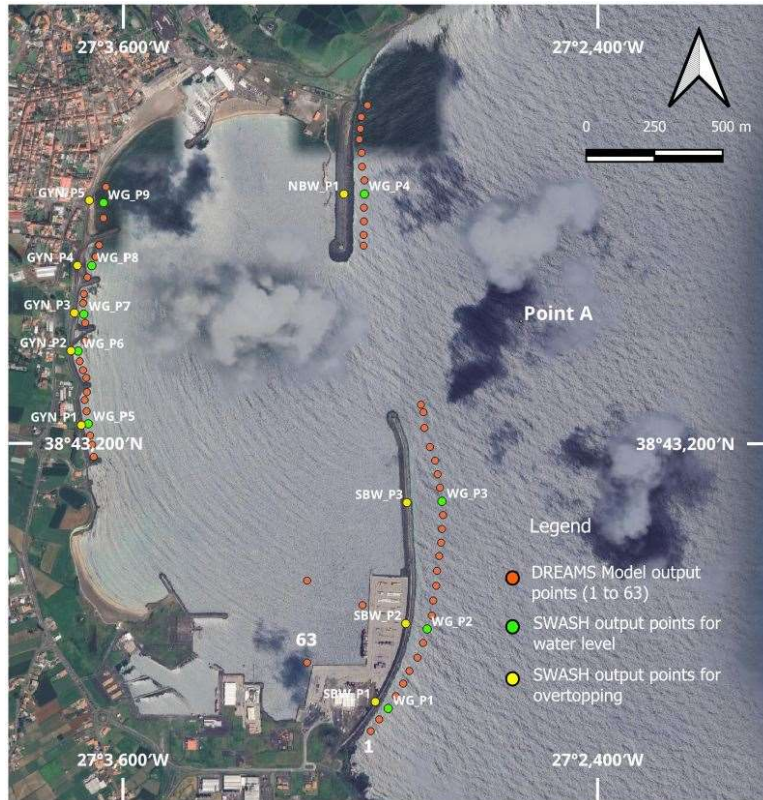 27°3,600′W
27°2,400′W
0 250 500 m
GYN_P5
WG_P9
NBW_P1
WG_P4
GYN_P4
WG_P8
GYN_P3
WG_P7
Point A
GYN_P2
WG_P6
GYN_P1
WG_P5
38°43,200′N
38°43,200′N
SBW_P3
WG_P3
Legend
DREAMS Model output
points (1 to 63)
SWASH output points for
water level
SWASH output points for
overtopping
SBW_P2
WG_P2
63
SBW_P1
WG_P1
1
27°3,600′W
27°2,400′W